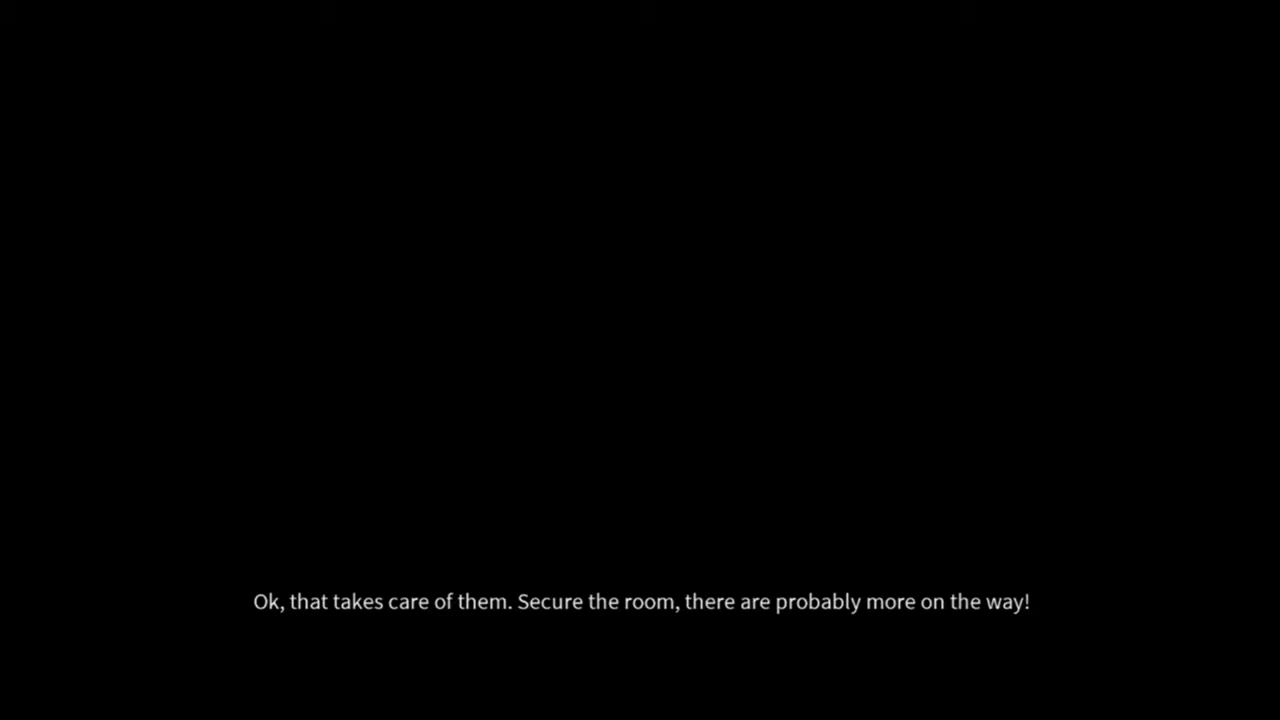 Ok, that takes care of them. Secure the room, there are probably more on the way!